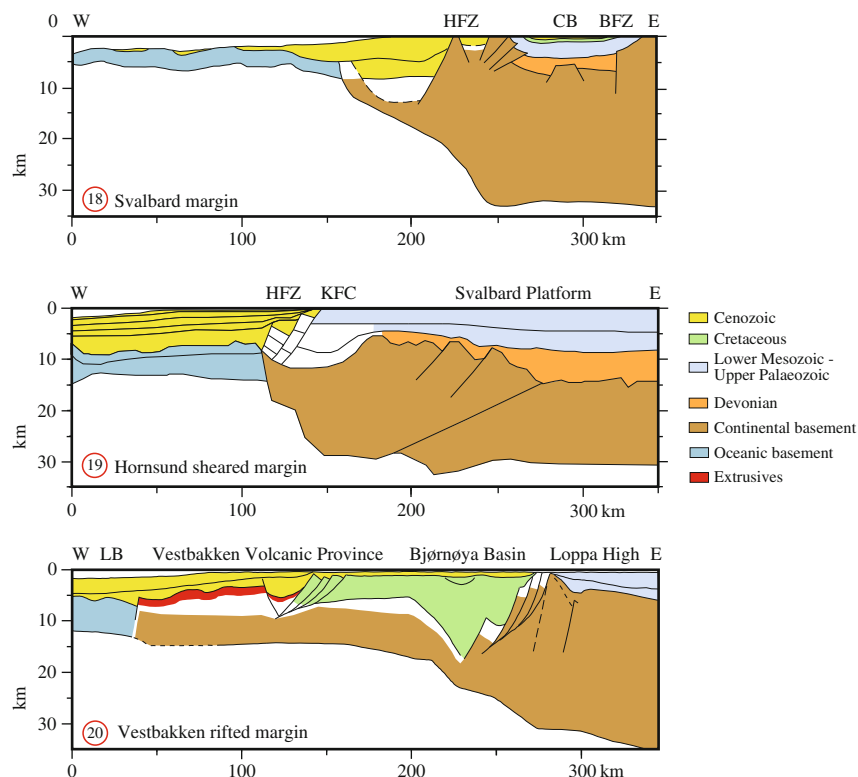 0 W HFZ CB BFZ E
10
20
30
km
18 Svalbard margin
0 100 200 300 km
W HFZ KFC Svalbard Platform E
0
10
20
30
km
19 Hornsund sheared margin
0 100 200 300 km
Cenozoic
Cretaceous
Lower Mesozoic -
Upper Palaeozoic
Devonian
Continental basement
Oceanic basement
Extrusives
W LB Vestbakken Volcanic Province Bjørnøya Basin Loppa High E
0
10
20
30
km
20 Vestbakken rifted margin
0 100 200 300 km